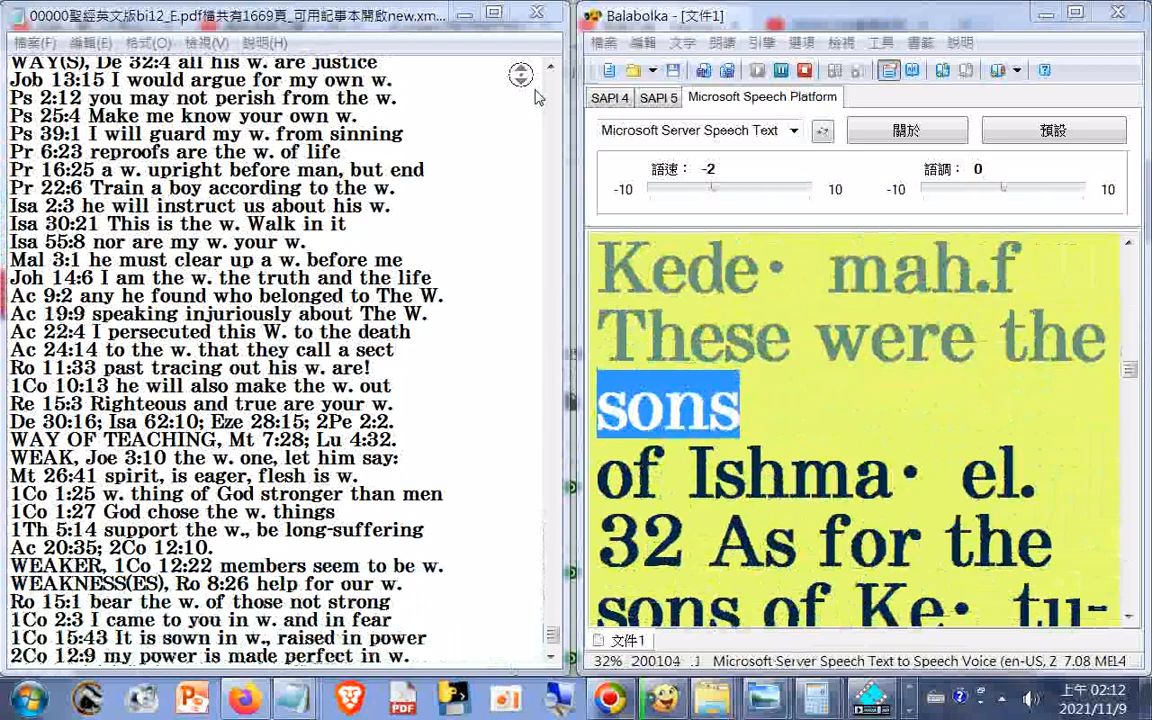 00000聖經英文版bi12_E.pdf檔共有1669頁_可用記事本開啟new.xm...
檔案(F) 編輯(E) 格式(O) 檢視(V) 說明(H)
WAY(S), De 32:4 all his w. are justice
Job 13:15 I would argue for my own w.
Ps 2:12 you may not perish from the w.
Ps 25:4 Make me know your own w.
Ps 39:1 I will guard my w. from sinning
Pr 6:23 reproofs are the w. of life
Pr 16:25 a w. upright before man, but end
Pr 22:6 Train a boy according to the w.
Isa 2:3 he will instruct us about his w.
Isa 30:21 This is the w. Walk in it
Isa 55:8 nor are my w. your w.
Mal 3:1 he must clear up a w. before me
Joh 14:6 I am the w. the truth and the life
Ac 9:2 any he found who belonged to The W.
Ac 19:9 speaking injuriously about The W.
Ac 22:4 I persecuted this W. to the death
Ac 24:14 to the w. that they call a sect
Ro 11:33 past tracing out his w. are!
1Co 10:13 he will also make the w. out
Re 15:3 Righteous and true are your w.
De 30:16; Isa 62:10; Eze 28:15; 2Pe 2:2.
WAY OF TEACHING, Mt 7:28; Lu 4:32.
WEAK, Joe 3:10 the w. one, let him say:
Mt 26:41 spirit, is eager, flesh is w.
1Co 1:25 w. thing of God stronger than men
1Co 1:27 God chose the w. things
1Th 5:14 support the w., be long-suffering
Ac 20:35; 2Co 12:10.
WEAKER, 1Co 12:22 members seem to be w.
WEAKNESS(ES), Ro 8:26 help for our w.
Ro 15:1 bear the w. of those not strong
1Co 2:3 I came to you in w. and in fear
1Co 15:43 It is sown in w., raised in power
2Co 12:9 my power is made perfect in w.
Balabolka - [文件1]
檔案 編輯 文字 朗讀 引擎 選項 檢視 工具 書籤 說明
SAPI 4 SAPI 5 Microsoft Speech Platform
Microsoft Server Speech Text 關於 預設
語速： -2 語調： 0
-10 10 -10 10
Kede· mah.f
These were the
sons
of Ishma· el.
32 As for the
sons of Ke· tu-
文件1
32% 200104 Microsoft Server Speech Text to Speech Voice (en-US, Z 7.08 ME
上午 02:12
2021/11/9